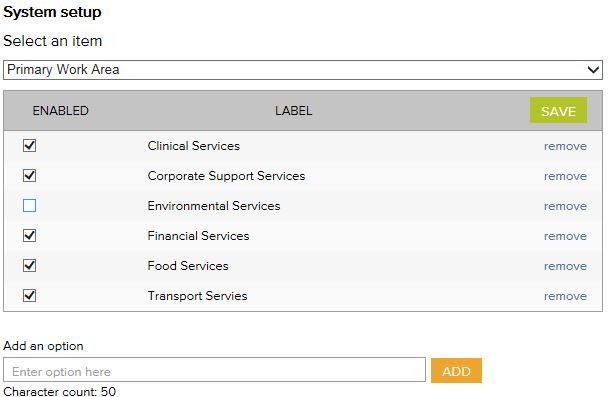 System setup
Select an item
Primary Work Area
ENABLED LABEL SAVE
Clinical Services remove
Corporate Support Services remove
Environmental Services remove
Financial Services remove
Food Services remove
Transport Servies remove
Add an option
Enter option here ADD
Character count: 50